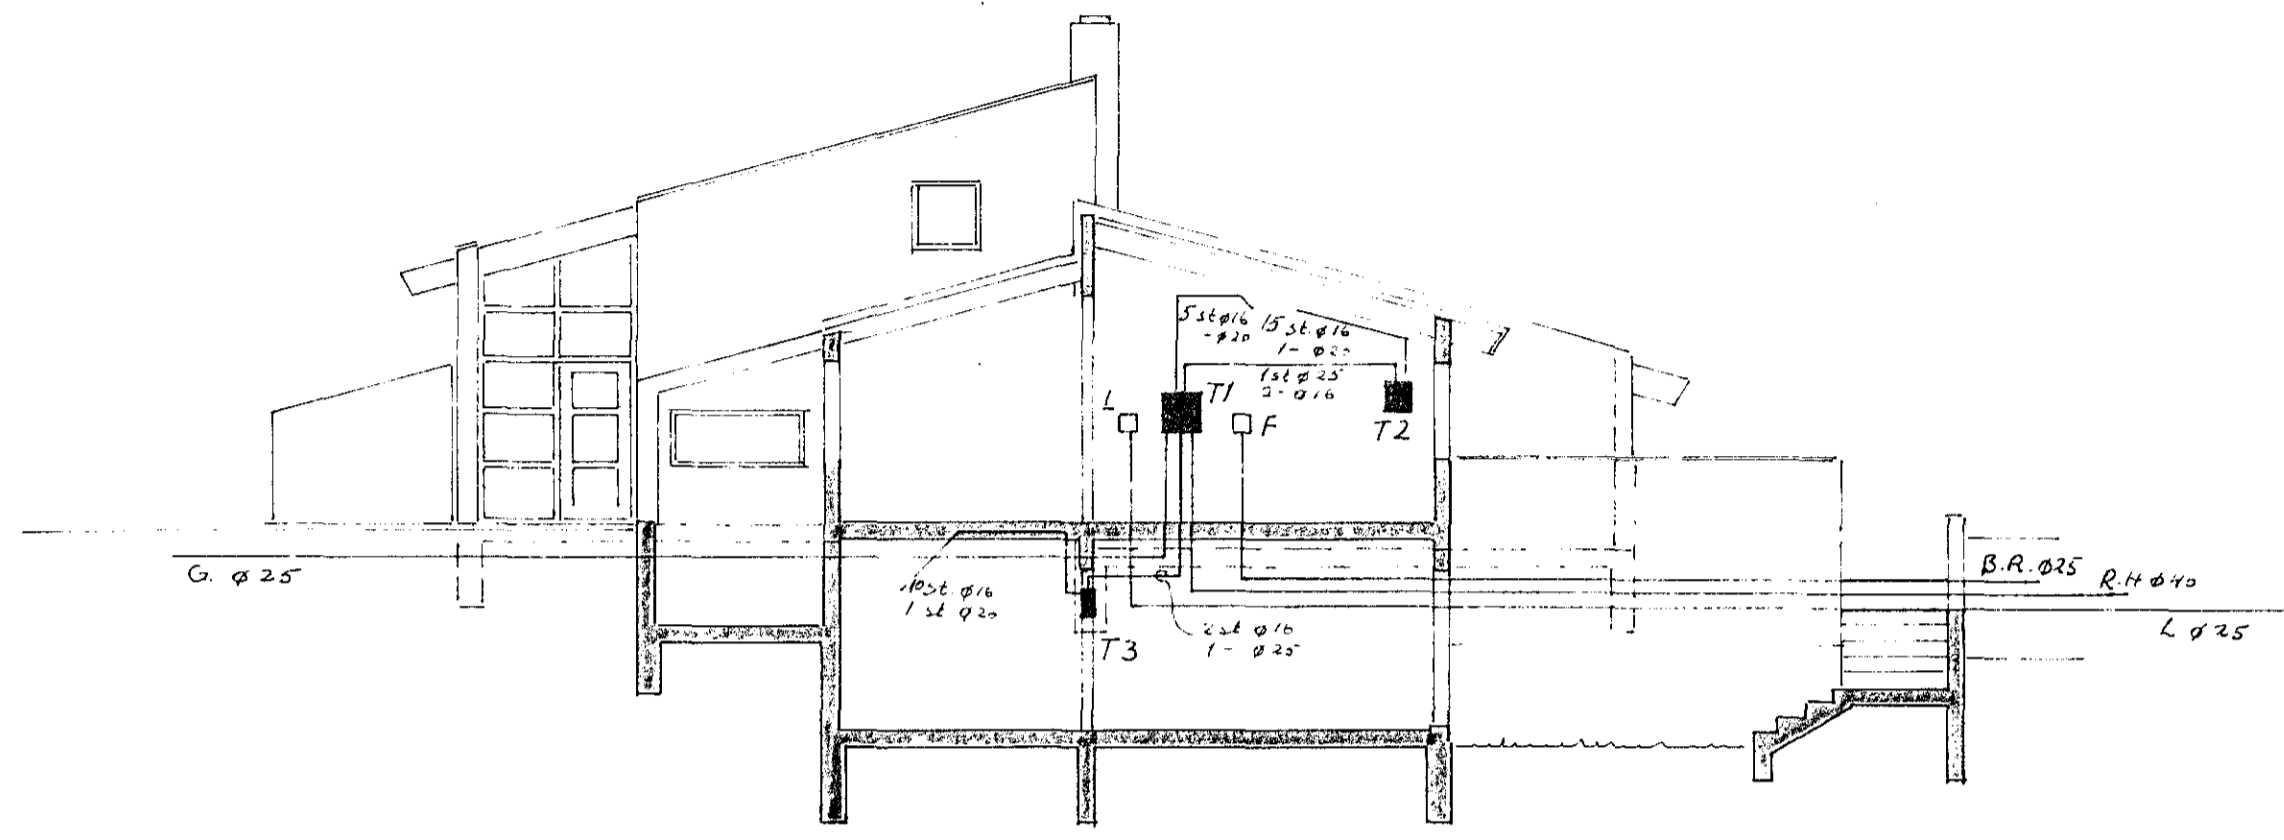 5 st ø16
- ø20
15 st. ø16
1 - ø25
1 st ø25
2 - ø16
1
T1
F
T2
G. ø25
10 st. ø16
1 st ø20
T3
2 st ø16
1 - ø25
B.R. ø25
R.H ø40
L ø25